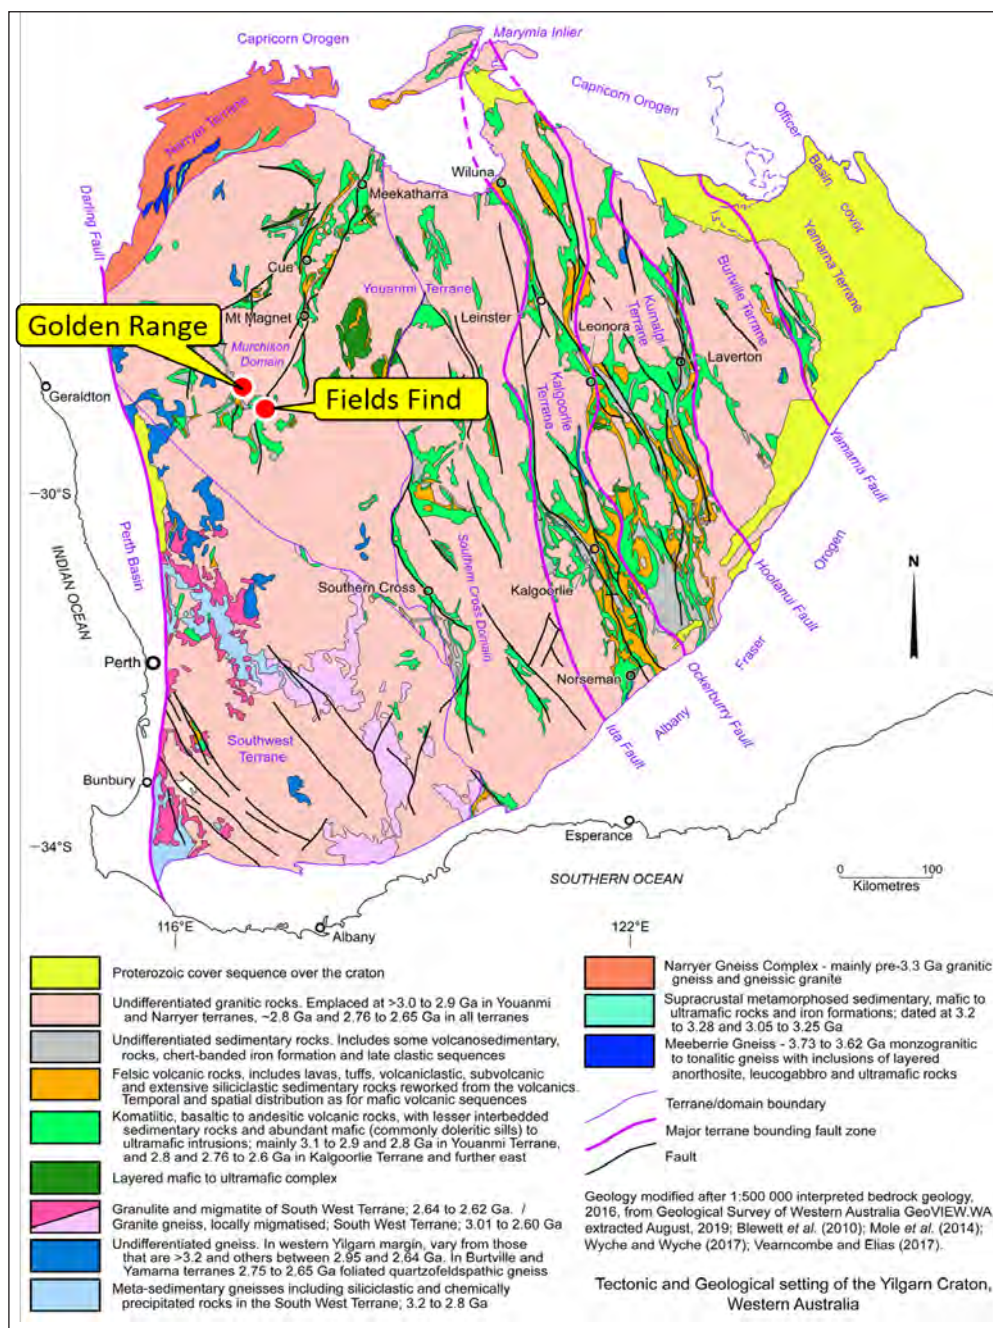 Capricorn Orogen
Marymia Inlier
Capricorn Orogen
Officer
Basin
cover
Narryer Terrane
Darling Fault
Meekatharra
Wiluna
Cue
Youanmi Terrane
Yamarna Terrane
Burtville Terrane
Golden Range
Mt Magnet
Leinster
Leonora
Kurnalpi
Terrane
Laverton
Murchison
Domain
Geraldton
Fields Find
Kalgoorlie
Terrane
Yamarna Fault
30°S
Perth Basin
INDIAN OCEAN
Southern Cross
Southern Cross Domain
Kalgoorlie
Hootanui Fault
Orogen
N
Perth
Norseman
Fraser
Ockerburry Fault
Albany
Ida Fault
Southwest
Terrane
Bunbury
Esperance
34°S
SOUTHERN OCEAN
0 100
Kilometres
116°E
122°E
Albany
Proterozoic cover sequence over the craton
Undifferentiated granitic rocks. Emplaced at >3.0 to 2.9 Ga in Youanmi
and Narryer terranes, ~2.8 Ga and 2.76 to 2.65 Ga in all terranes
Undifferentiated sedimentary rocks. Includes some volcanosedimentary,
rocks, chert-banded iron formation and late clastic sequences
Felsic volcanic rocks, includes lavas, tuffs, volcaniclastic, subvolcanic
and extensive siliciclastic sedimentary rocks reworked from the volcanics.
Temporal and spatial distribution as for mafic volcanic sequences
Komatiitic, basaltic to andesitic volcanic rocks, with lesser interbedded
sedimentary rocks and abundant mafic (commonly doleritic sills) to
ultramafic intrusions; mainly 3.1 to 2.9 and 2.8 Ga in Youanmi Terrane,
and 2.8 and 2.76 to 2.6 Ga in Kalgoorlie Terrane and further east
Layered mafic to ultramafic complex
Granulite and migmatite of South West Terrane; 2.64 to 2.62 Ga. /
Granite gneiss, locally migmatised; South West Terrane; 3.01 to 2.60 Ga
Undifferentiated gneiss. In western Yilgarn margin, vary from those
that are >3.2 and others between 2.95 and 2.64 Ga. In Burtville and
Yamarna terranes 2.75 to 2.65 Ga foliated quartzofeldspathic gneiss
Meta-sedimentary gneisses including siliciclastic and chemically
precipitated rocks in the South West Terrane; 3.2 to 2.8 Ga
Narryer Gneiss Complex - mainly pre-3.3 Ga granitic
gneiss and gneissic granite
Supracrustal metamorphosed sedimentary, mafic to
ultramafic rocks and iron formations; dated at 3.2
to 3.28 and 3.05 to 3.25 Ga
Meeberrie Gneiss - 3.73 to 3.62 Ga monzogranitic
to tonalitic gneiss with inclusions of layered
anorthosite, leucogabbro and ultramafic rocks
Terrane/domain boundary
Major terrane bounding fault zone
Fault
Geology modified after 1:500 000 interpreted bedrock geology,
2016, from Geological Survey of Western Australia GeoVIEW.WA
extracted August, 2019; Blewett et al. (2010); Mole et al. (2014);
Wyche and Wyche (2017); Vearncombe and Elias (2017).
Tectonic and Geological setting of the Yilgarn Craton,
Western Australia